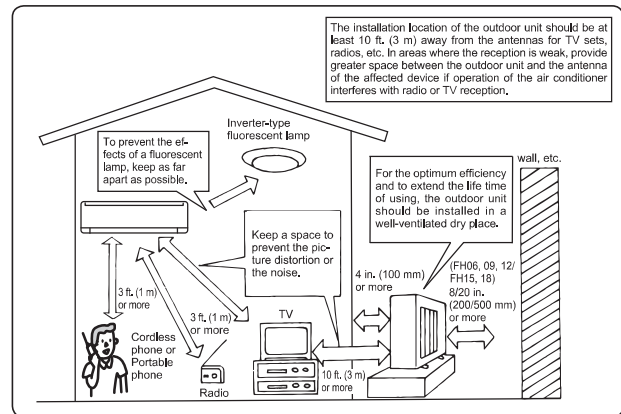 The installation location of the outdoor unit should be at
least 10 ft. (3 m) away from the antennas for TV sets,
radios, etc. In areas where the reception is weak, provide
greater space between the outdoor unit and the antenna
of the affected device if operation of the air conditioner
interferes with radio or TV reception.
Inverter-type
fluorescent lamp
To prevent the ef-
fects of a fluorescent
lamp, keep as far
apart as possible.
wall, etc.
For the optimum efficiency
and to extend the life time
of using, the outdoor unit
should be installed in a
well-ventilated dry place.
Keep a space to
prevent the pic-
ture distortion or
the noise.
4 in. (100 mm)
or more
(FH06, 09, 12/
FH15, 18)
8/20 in.
(200/500 mm)
or more
3 ft. (1 m)
or more
3 ft. (1 m)
or more
TV
Cordless
phone or
Portable
phone
Radio
10 ft. (3 m)
or more